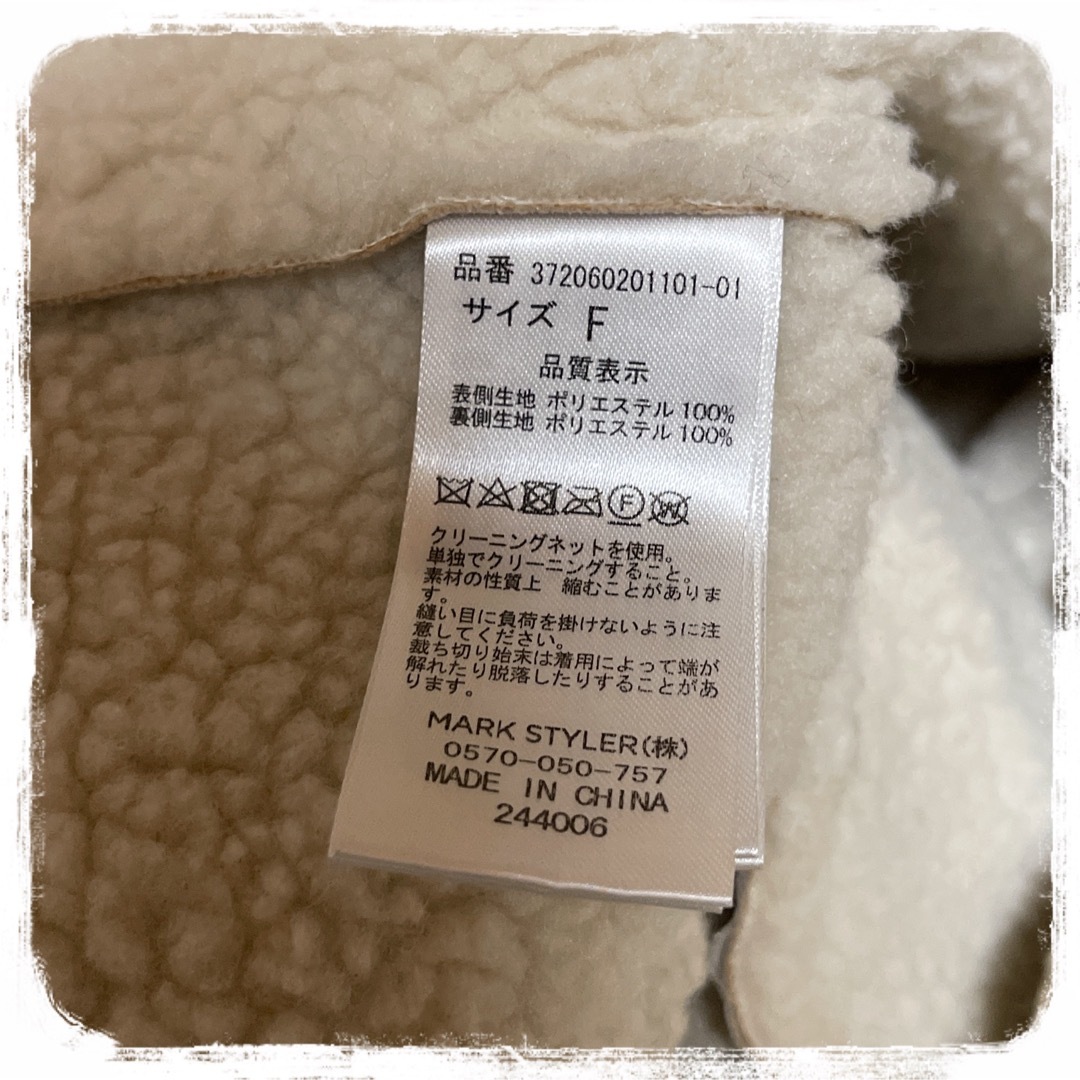 品番 372060201101-01
サイズ F
品質表示
表側生地 ポリエステル 100%
裏側生地 ポリエステル 100%
F W
クリーニングネットを使用。
単独でクリーニングすること。
素材の性質上 縮むことがありま
す。
縫い目に負荷を掛けないように注
意してください。
裁ち切り始末は着用によって端が
解れたり脱落したりすることがあ
ります。
MARK STYLER(株)
0570-050-757
MADE IN CHINA
244006